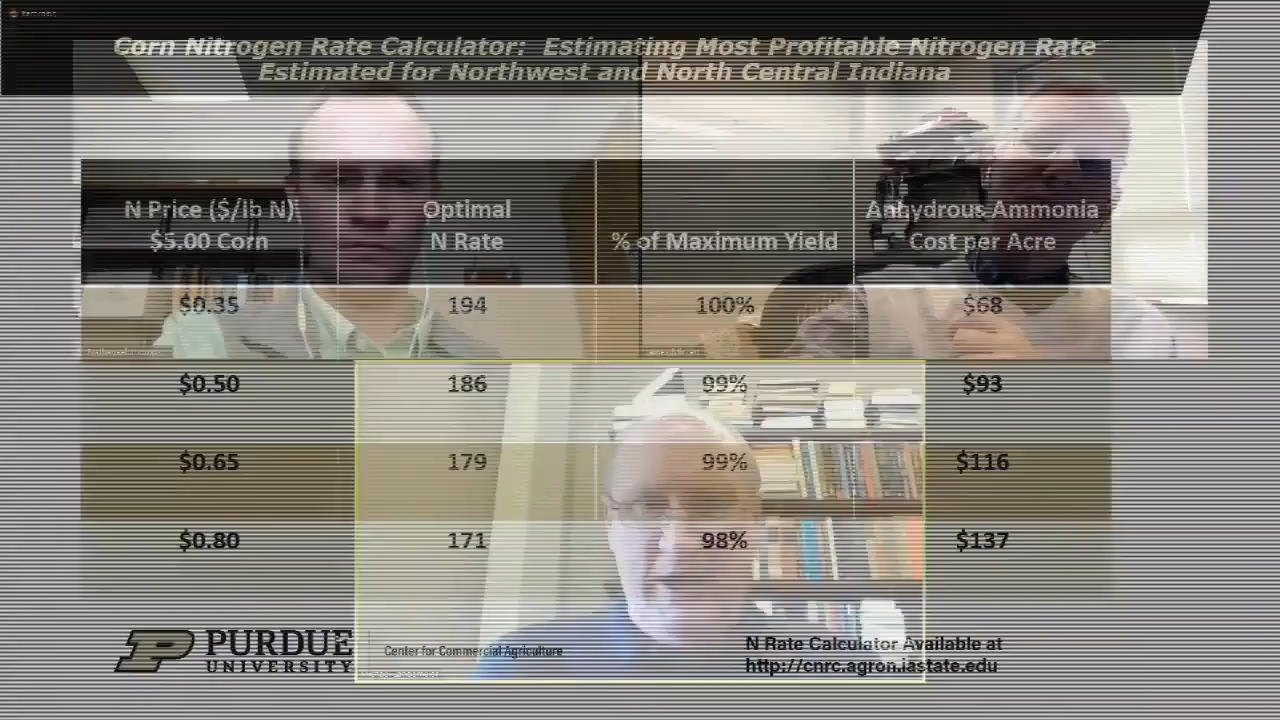 Corn Nitrogen Rate Calculator: Estimating Most Profitable Nitrogen Rate
Estimated for Northwest and North Central Indiana
N Price ($/lb N) Optimal Anhydrous Ammonia
$5.00 Corn N Rate % of Maximum Yield Cost per Acre
$0.35 194 100% $68
$0.50 186 99% $93
$0.65 179 99% $116
$0.80 171 98% $137
PURDUE
UNIVERSITY
Center for Commercial Agriculture
N Rate Calculator Available at
http://cnrc.agron.iastate.edu